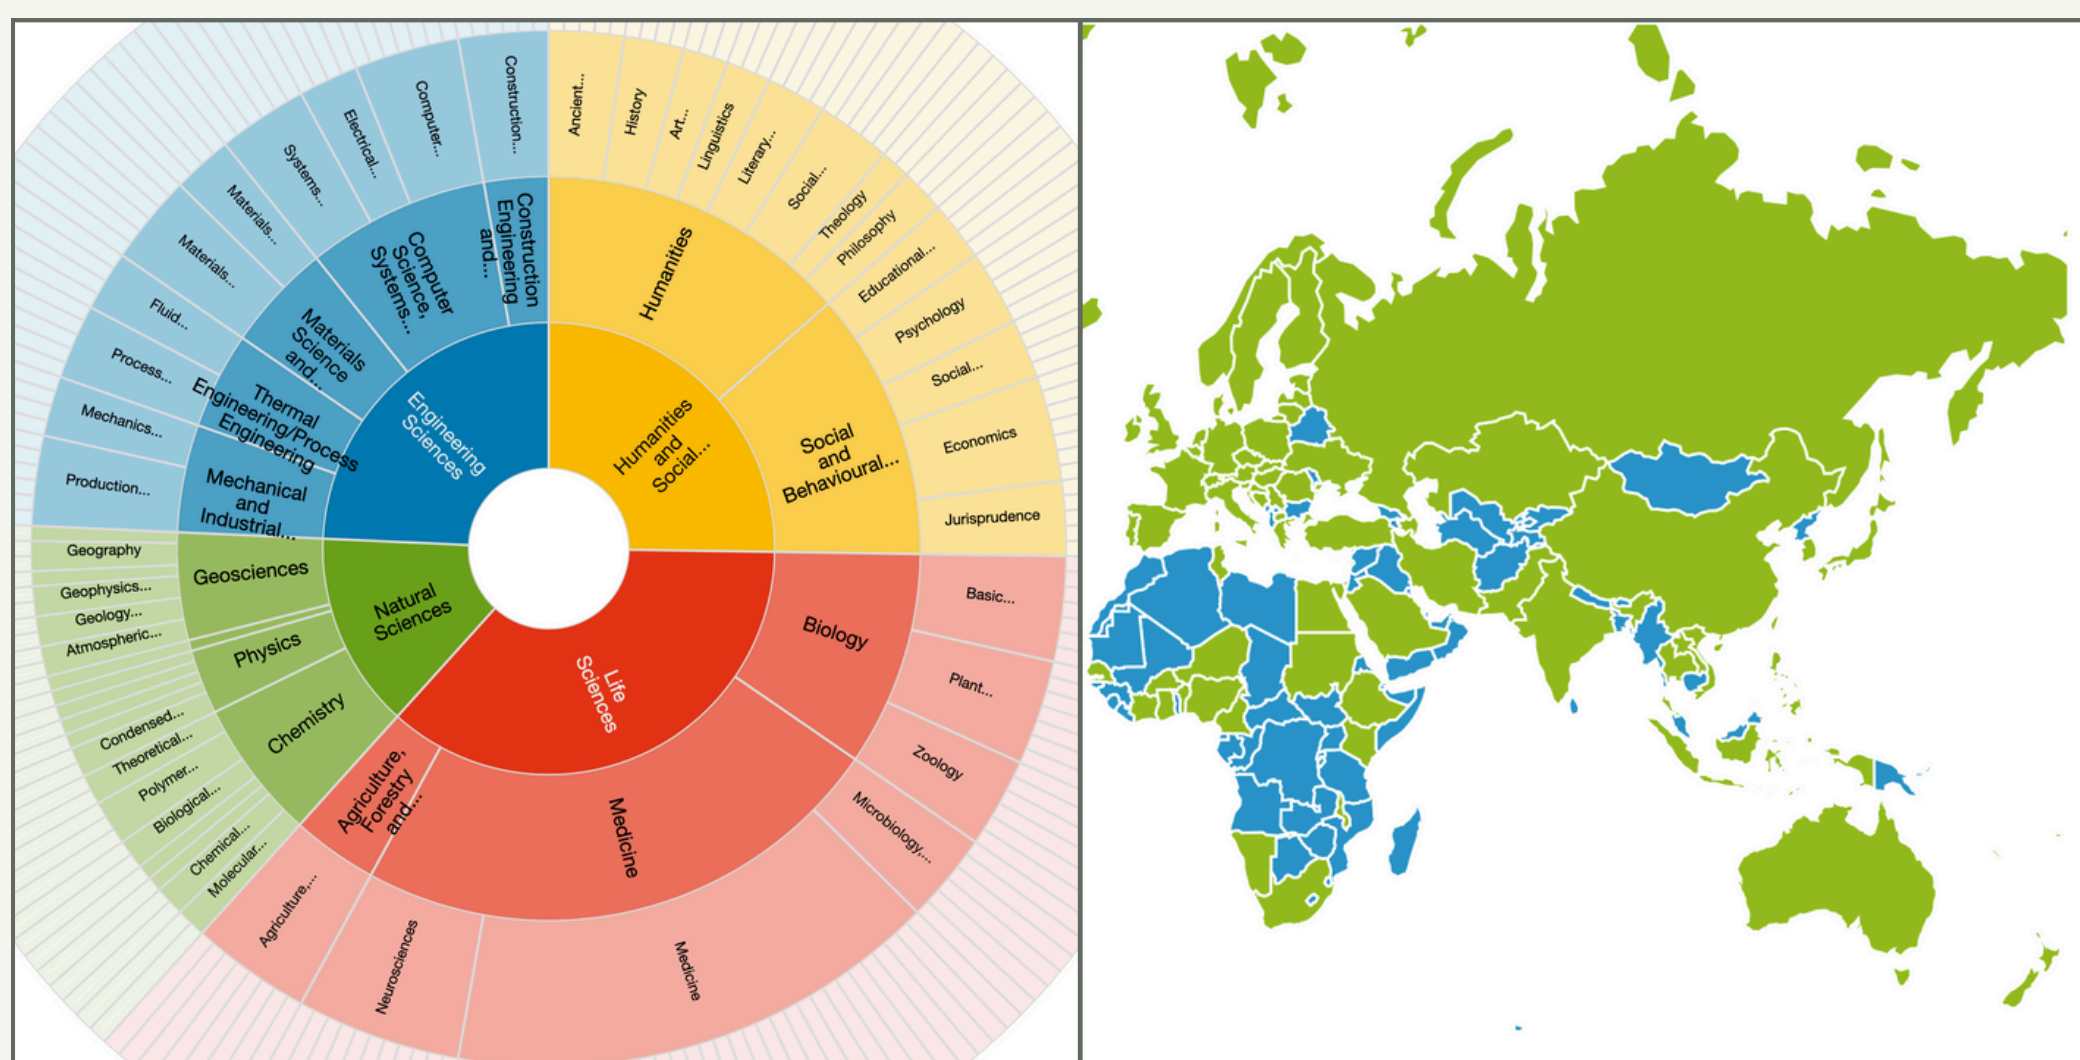 Humanities
and
Social...
Humanities
Ancient...
History
Art...
Linguistics
Literary...
Social...
Theology
Philosophy
Social
and
Behavioural...
Educational...
Psychology
Social...
Economics
Jurisprudence
Life
Sciences
Biology
Basic...
Plant...
Zoology
Medicine
Microbiology,...
Medicine
Neurosciences
Agriculture,
Forestry
and...
Agriculture,...
Natural
Sciences
Chemistry
Molecular...
Chemical...
Biological...
Polymer...
Physics
Theoretical...
Condensed...
Geosciences
Atmospheric...
Geology...
Geophysics...
Geography
Engineering
Sciences
Mechanical
and
Industrial...
Production...
Mechanics...
Thermal
Engineering/Process
Engineering
Process...
Fluid...
Materials
Science
and...
Materials...
Materials...
Computer
Science,
Systems...
Systems...
Electrical...
Computer...
Construction
Engineering
and...
Construction...